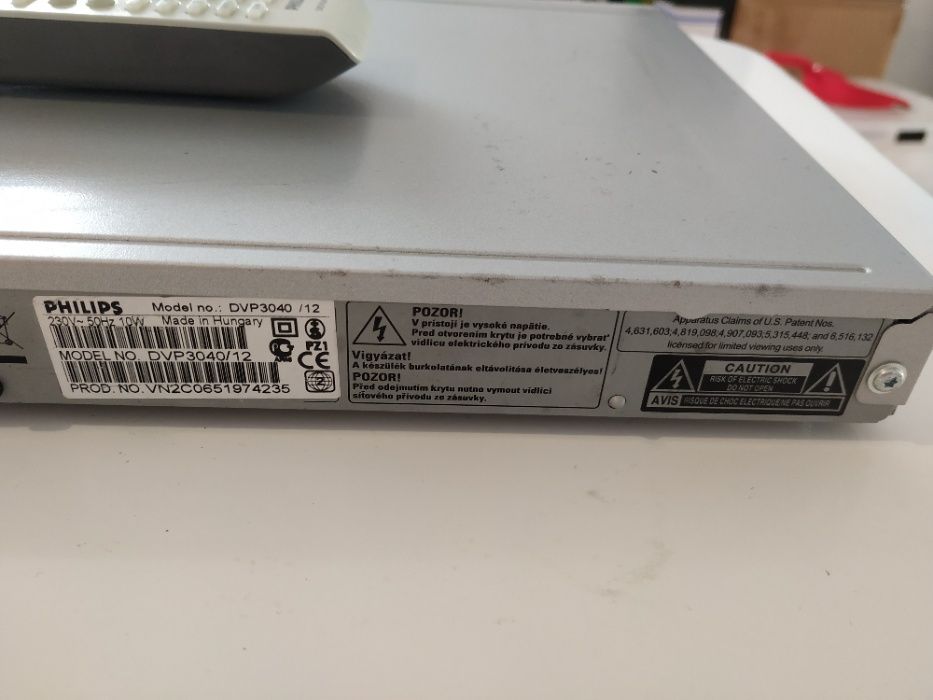 PHILIPS Model no.: DVP3040 /12
230V~ 50Hz 10W Made in Hungary
PZ1
CE
MODEL NO. DVP3040/12
PROD. NO. VN2C0651974235
POZOR!
V prístoji je vysoké napätie.
Pred otvorením krytu je potrebné vybrat'
vidlicu elektrického prívodu zo zásuvky.
Vigyázat!
A készülék burkolatának eltávolítása életveszélyes!
POZOR!
Před odejmutím krytu nutno vymout vidlici
síťového přívodu ze zásuvky.
Apparatus Claims of U.S. Patent Nos.
4,631,603;4,819,098;4,907,093;5,315,448; and 6,516,132
licensed for limited viewing uses only.
CAUTION
RISK OF ELECTRIC SHOCK
DO NOT OPEN
AVIS RISQUE DE CHOC ELECTRIQUE/NE PAS OUVRIR